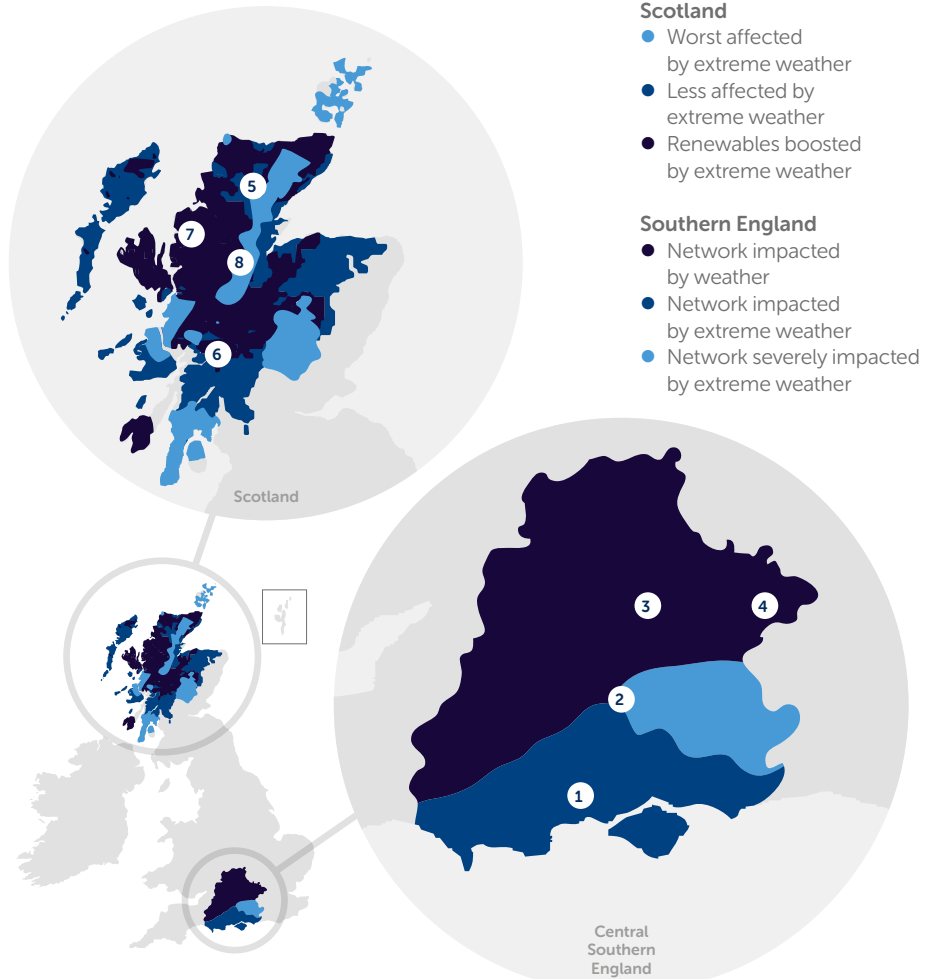 Scotland
Worst affected
by extreme weather
Less affected by
extreme weather
Renewables boosted
by extreme weather
Southern England
Network impacted
by weather
Network impacted
by extreme weather
Network severely impacted
by extreme weather
5
7
8
6
Scotland
3
4
2
1
Central
Southern
England